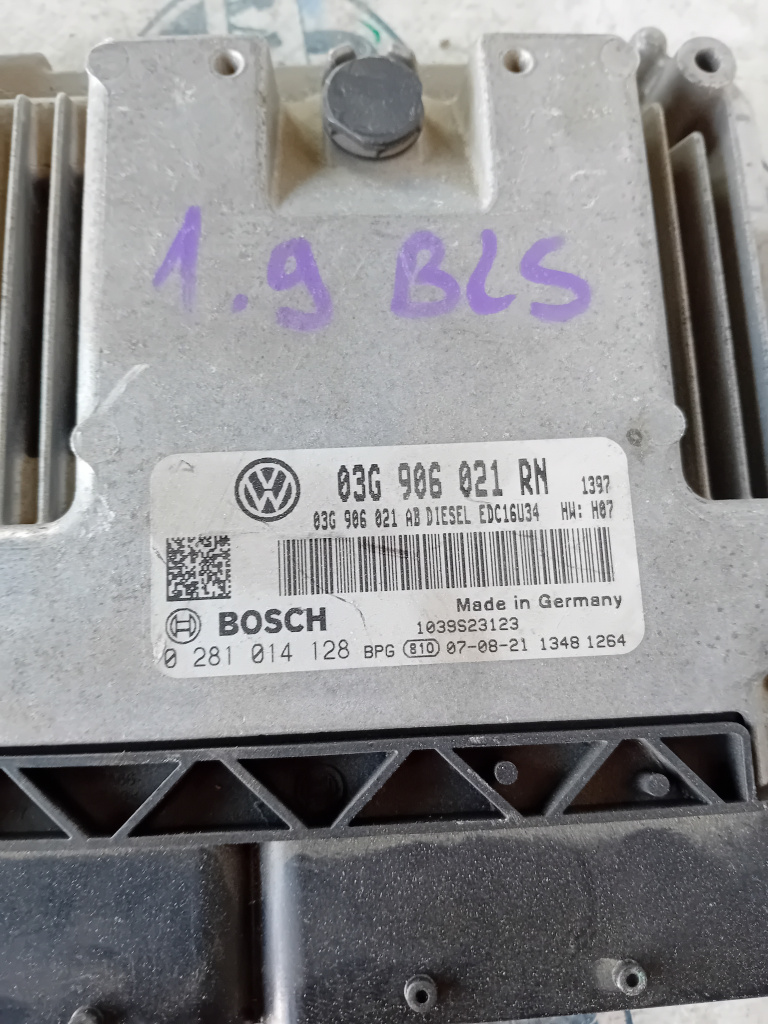 1.9 BLS
03G 906 021 RN 1397
03G 906 021 AB DIESEL EDC16U34 HW: H07
Made in Germany
BOSCH 1039S23123
0 281 014 128 BPG 810 07-08-21 1348 1264